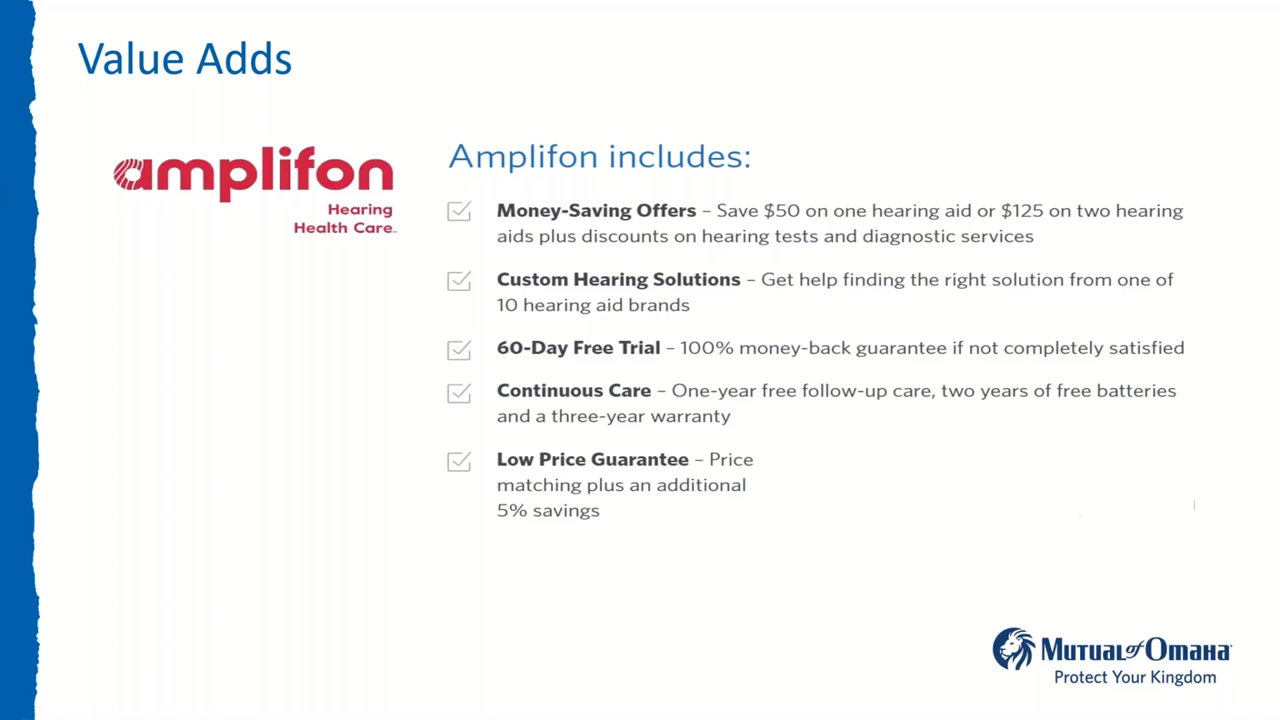 Value Adds
amplifon
Hearing
Health Care™
Amplifon includes:
Money-Saving Offers – Save $50 on one hearing aid or $125 on two hearing
aids plus discounts on hearing tests and diagnostic services
Custom Hearing Solutions – Get help finding the right solution from one of
10 hearing aid brands
60-Day Free Trial – 100% money-back guarantee if not completely satisfied
Continuous Care – One-year free follow-up care, two years of free batteries
and a three-year warranty
Low Price Guarantee – Price
matching plus an additional
5% savings
Mutual of Omaha
Protect Your Kingdom